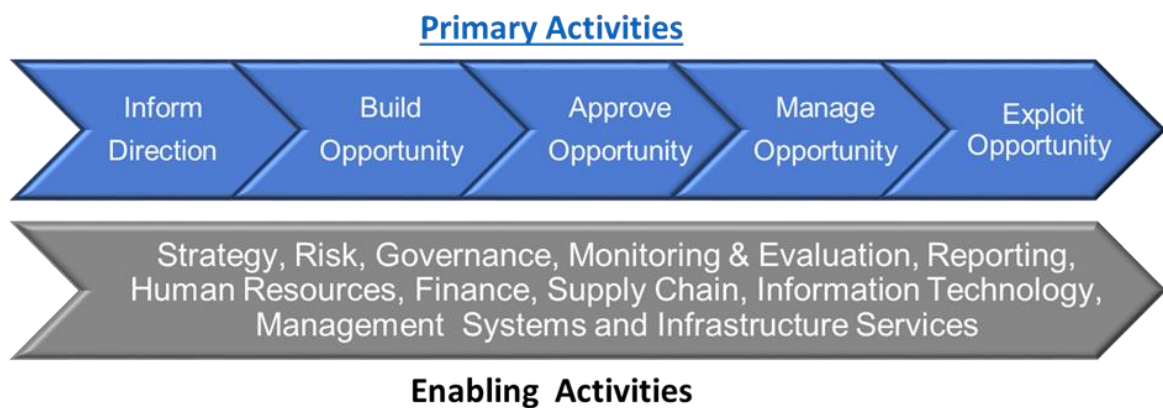 Primary Activities
Inform
Direction
Build
Opportunity
Approve
Opportunity
Manage
Opportunity
Exploit
Opportunity
Strategy, Risk, Governance, Monitoring & Evaluation, Reporting,
Human Resources, Finance, Supply Chain, Information Technology,
Management Systems and Infrastructure Services
Enabling Activities